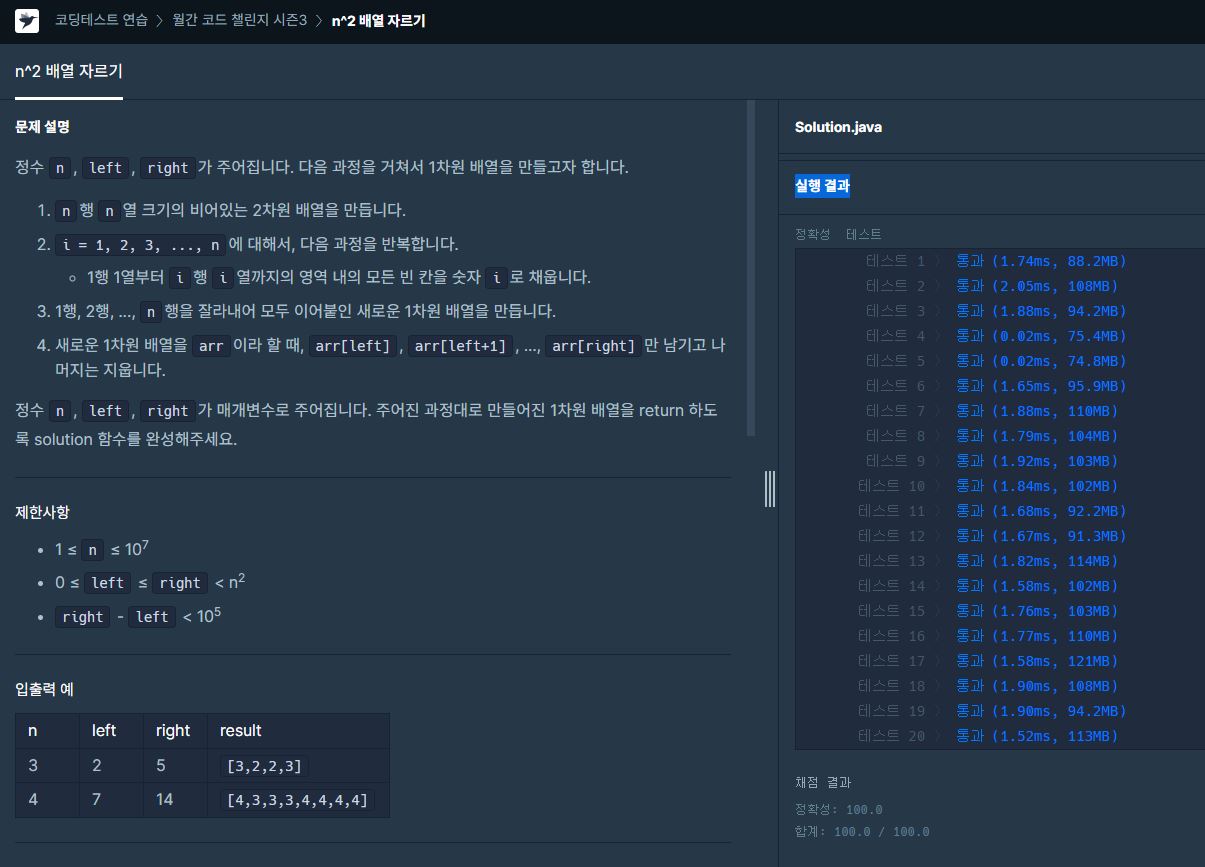 코딩테스트 연습 > 월간 코드 챌린지 시즌3 > n^2 배열 자르기
n^2 배열 자르기
문제 설명
정수 n, left, right가 주어집니다. 다음 과정을 거쳐서 1차원 배열을 만들고자 합니다.
1. n행 n열 크기의 비어있는 2차원 배열을 만듭니다.
2. i = 1, 2, 3, ..., n에 대해서, 다음 과정을 반복합니다.
◦ 1행 1열부터 i행 i열까지의 영역 내의 모든 빈 칸을 숫자 i로 채웁니다.
3. 1행, 2행, ..., n행을 잘라내어 모두 이어붙인 새로운 1차원 배열을 만듭니다.
4. 새로운 1차원 배열을 arr이라 할 때, arr[left], arr[left+1], ..., arr[right]만 남기고 나
머지는 지웁니다.
정수 n, left, right가 매개변수로 주어집니다. 주어진 과정대로 만들어진 1차원 배열을 return 하도
록 solution 함수를 완성해주세요.
제한사항
• 1 ≤ n ≤ 10⁷
• 0 ≤ left ≤ right < n²
• right - left < 10⁵
입출력 예
n left right result
3 2 5 [3,2,2,3]
4 7 14 [4,3,3,3,4,4,4,4]
Solution.java
실행 결과
정확성 테스트
테스트 1 > 통과 (1.74ms, 88.2MB)
테스트 2 > 통과 (2.05ms, 108MB)
테스트 3 > 통과 (1.88ms, 94.2MB)
테스트 4 > 통과 (0.02ms, 75.4MB)
테스트 5 > 통과 (0.02ms, 74.8MB)
테스트 6 > 통과 (1.65ms, 95.9MB)
테스트 7 > 통과 (1.88ms, 110MB)
테스트 8 > 통과 (1.79ms, 104MB)
테스트 9 > 통과 (1.92ms, 103MB)
테스트 10 > 통과 (1.84ms, 102MB)
테스트 11 > 통과 (1.68ms, 92.2MB)
테스트 12 > 통과 (1.67ms, 91.3MB)
테스트 13 > 통과 (1.82ms, 114MB)
테스트 14 > 통과 (1.58ms, 102MB)
테스트 15 > 통과 (1.76ms, 103MB)
테스트 16 > 통과 (1.77ms, 110MB)
테스트 17 > 통과 (1.58ms, 121MB)
테스트 18 > 통과 (1.90ms, 108MB)
테스트 19 > 통과 (1.90ms, 94.2MB)
테스트 20 > 통과 (1.52ms, 113MB)
채점 결과
정확성: 100.0
합계: 100.0 / 100.0